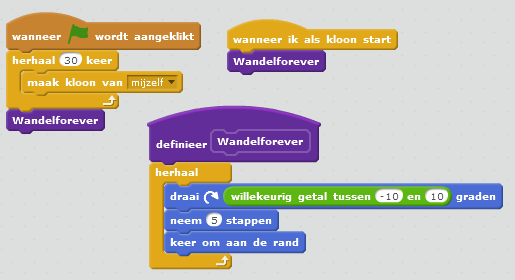 wanneer wordt aangeklikt
herhaal 30 keer
maak kloon van mijzelf
Wandelforever
wanneer ik als kloon start
Wandelforever
definieer Wandelforever
herhaal
draai willekeurig getal tussen -10 en 10 graden
neem 5 stappen
keer om aan de rand